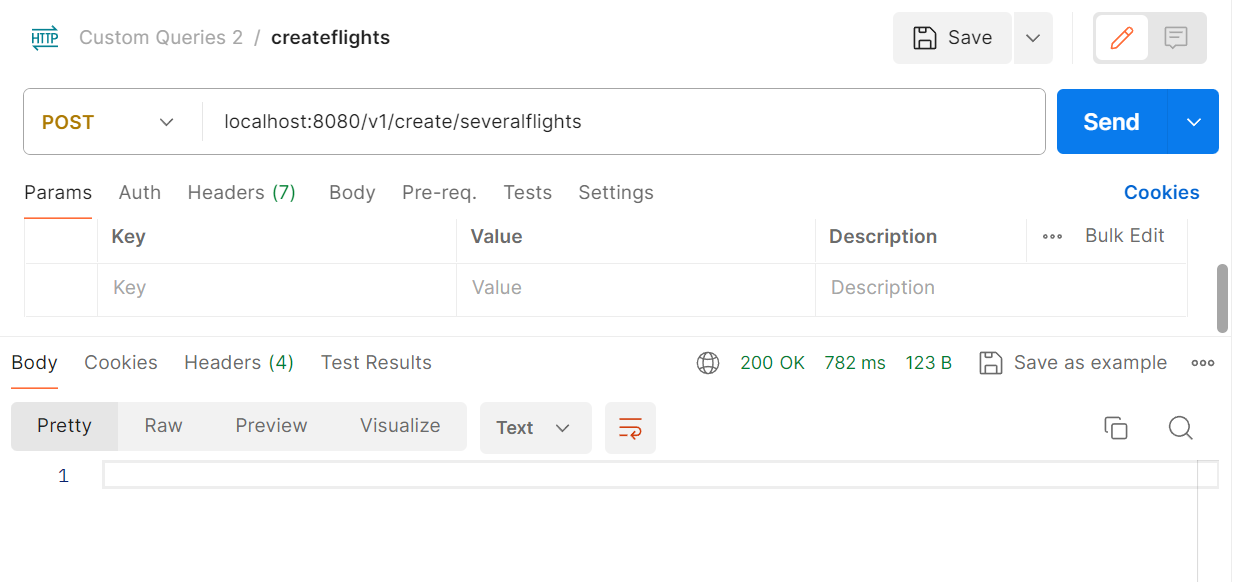 HTTP Custom Queries 2 / createflights Save
POST localhost:8080/v1/create/severalflights Send
Params Auth Headers (7) Body Pre-req. Tests Settings Cookies
Key Value Description ••• Bulk Edit
Key Value Description
Body Cookies Headers (4) Test Results 200 OK 782 ms 123 B Save as example
Pretty Raw Preview Visualize Text
1